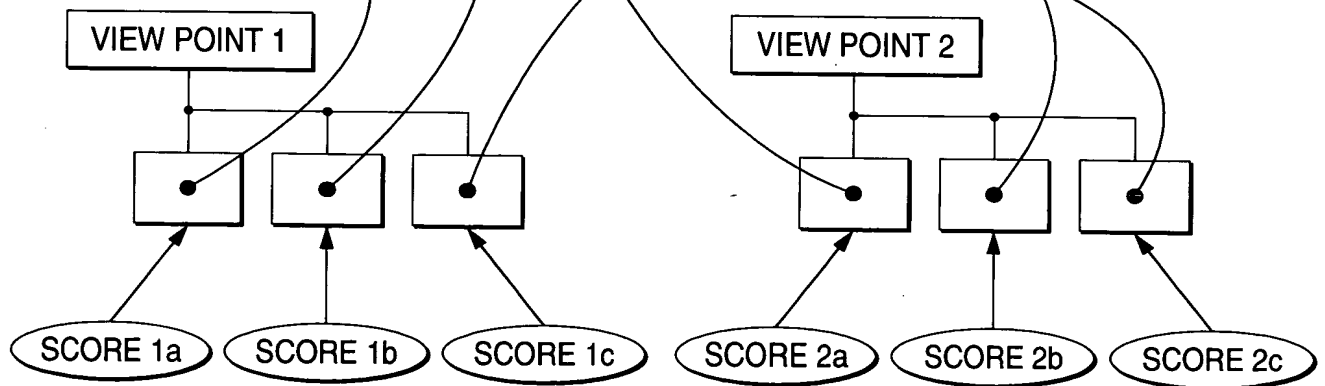 VIEW POINT 1
VIEW POINT 2
SCORE 1a
SCORE 1b
SCORE 1c
SCORE 2a
SCORE 2b
SCORE 2c